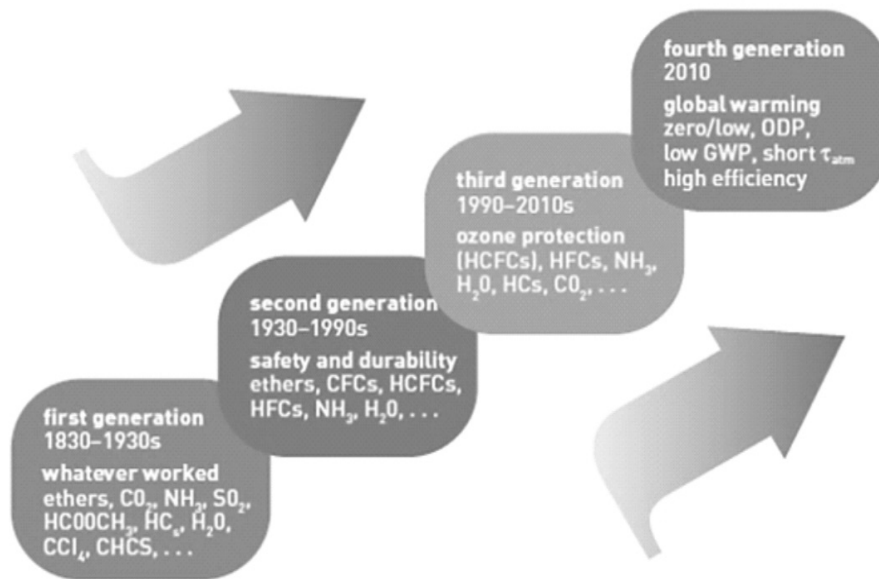 fourth generation
2010
global warming
zero/low, ODP,
low GWP, short τatm
high efficiency
third generation
1990–2010s
ozone protection
(HCFCs), HFCs, NH3,
H2O, HCs, CO2, . . .
second generation
1930–1990s
safety and durability
ethers, CFCs, HCFCs,
HFCs, NH3, H2O, . . .
first generation
1830–1930s
whatever worked
ethers, CO2, NH3, SO2,
HCOOCH3, HCs, H2O,
CCl4, CHCS, . . .